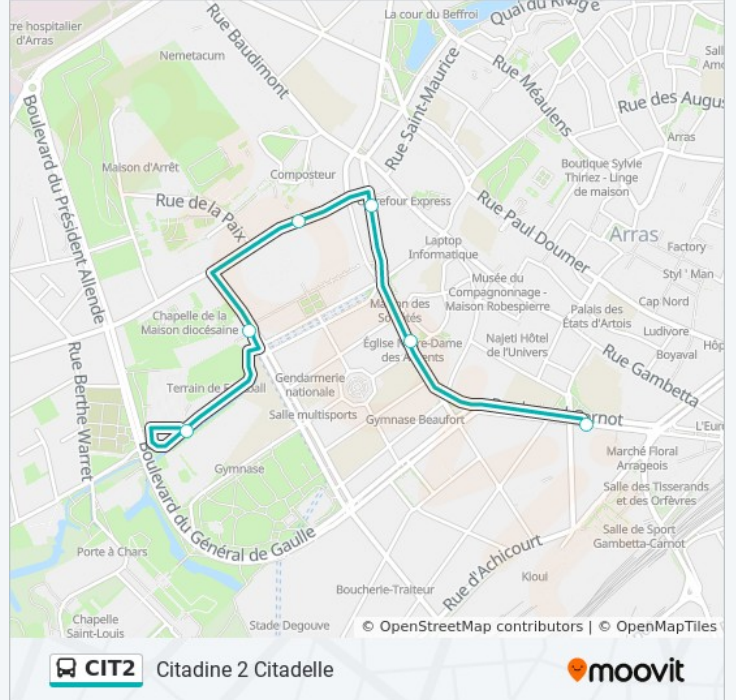 La cour du Beffroi
Quai du Rivage
tre hospitalier
d'Arras
Rue Baudimont
Nemetacum
Rue Saint-Maurice
Rue Méaulens
Rue des Augus
Arras
Boulevard du Président Allende
Maison d'Arrêt
Composteur
Boutique Sylvie
Thiriez - Linge
de maison
Rue de la Paix
Carrefour Express
Rue Paul Doumer
Arras
Laptop
Informatique
Factory
Styl ' Man
Musée du
Compagnonnage -
Maison Robespierre
Cap Nord
Maison des
Sociétés
Chapelle de la
Maison diocésaine
Palais des
États d'Artois
Ludivore
Najeti Hôtel
de l'Univers
Église Notre-Dame
des Ardents
Boyaval
Hôp
Rue Gambetta
Rue Berthe Warret
Terrain de Football
Gendarmerie
nationale
Salle multisports
Gymnase Beaufort
Boulevard Carnot
L'Eur
Marché Floral
Arrageois
Gymnase
Salle des Tisserands
et des Orfèvres
Boulevard du Général de Gaulle
Salle de Sport
Gambetta-Carnot
Porte à Chars
Rue d'Achicourt
Kloul
Boucherie-Traiteur
Chapelle
Saint-Louis
Stade Degouve
© OpenStreetMap contributors | © OpenMapTiles
CIT2 Citadine 2 Citadelle
moovit